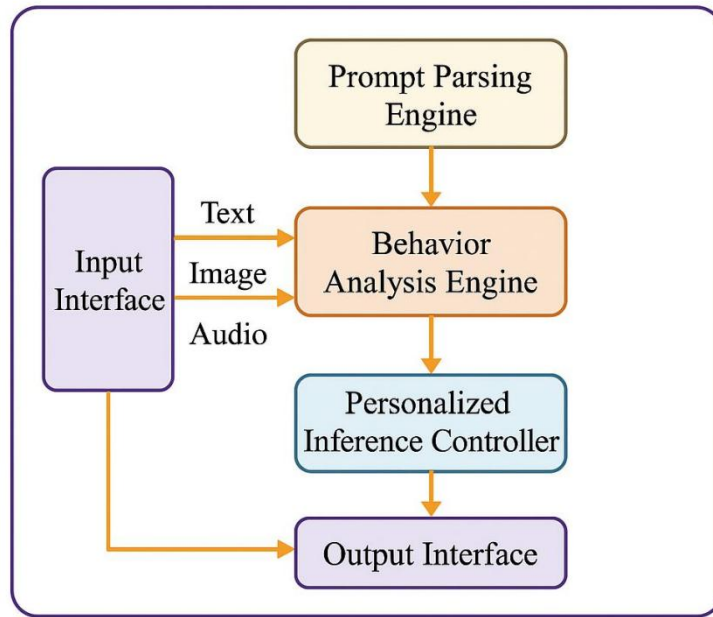 Prompt Parsing
Engine
Text
Input
Interface
Image
Audio
Behavior
Analysis Engine
Personalized
Inference Controller
Output Interface